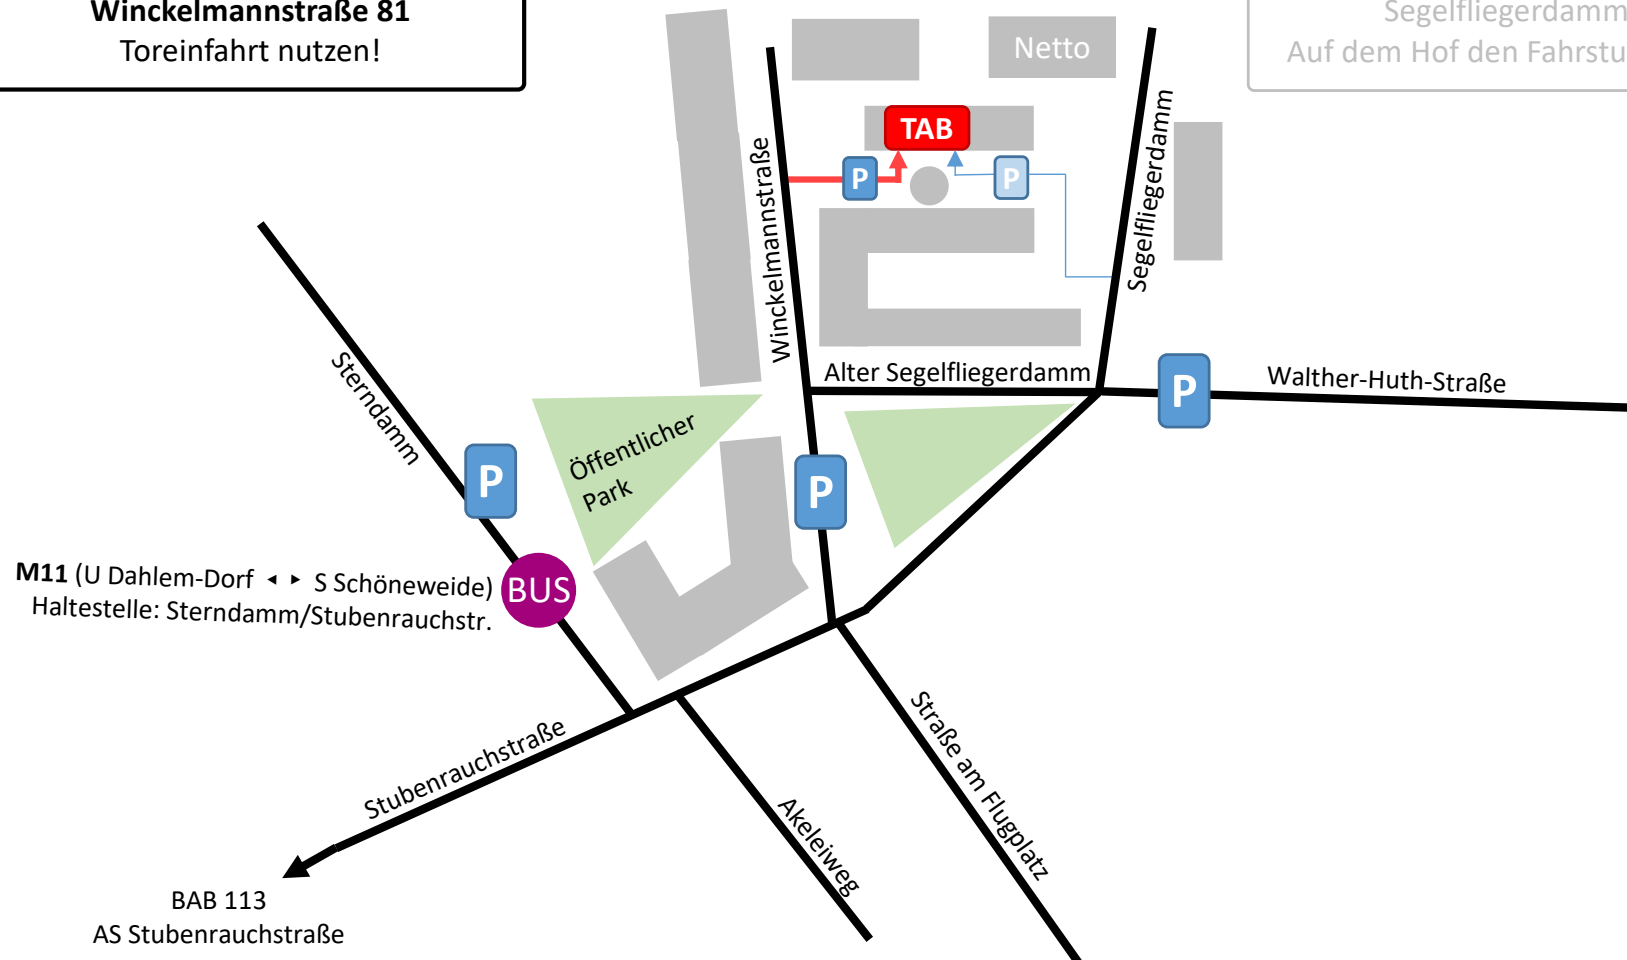 Winckelmannstraße 81
Toreinfahrt nutzen!
Segelfliegerdamm
Auf dem Hof den
Netto
TAB
P
P
Winckelmannstraße
Segelfliegerdamm
Sterndamm
Alter Segelfliegerdamm
P
Walther-Huth-Straße
Öffentlicher
Park
P
P
M11 (U Dahlem-Dorf ◄ ► S Schöneweide)
Haltestelle: Sterndamm/Stubenrauchstr.
BUS
Stubenrauchstraße
Straße am Flugplatz
Akeleiweg
BAB 113
AS Stubenrauchstraße